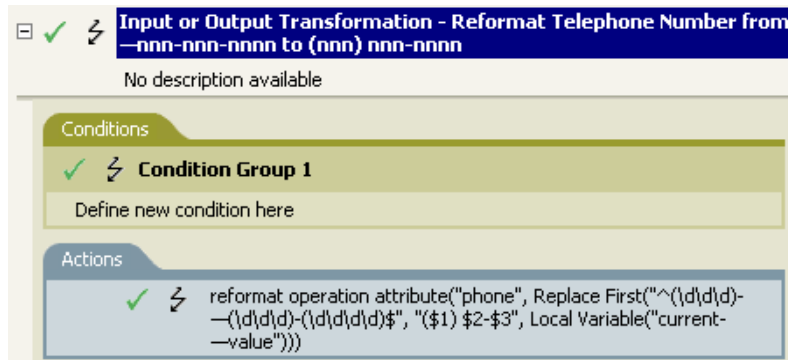 Input or Output Transformation - Reformat Telephone Number from
—nnn-nnn-nnnn to (nnn) nnn-nnnn
No description available
Conditions
Condition Group 1
Define new condition here
Actions
reformat operation attribute("phone", Replace First("^(\d\d\d)-
—(\d\d\d)-(\d\d\d\d)$", "($1) $2-$3", Local Variable("current-
—value")))